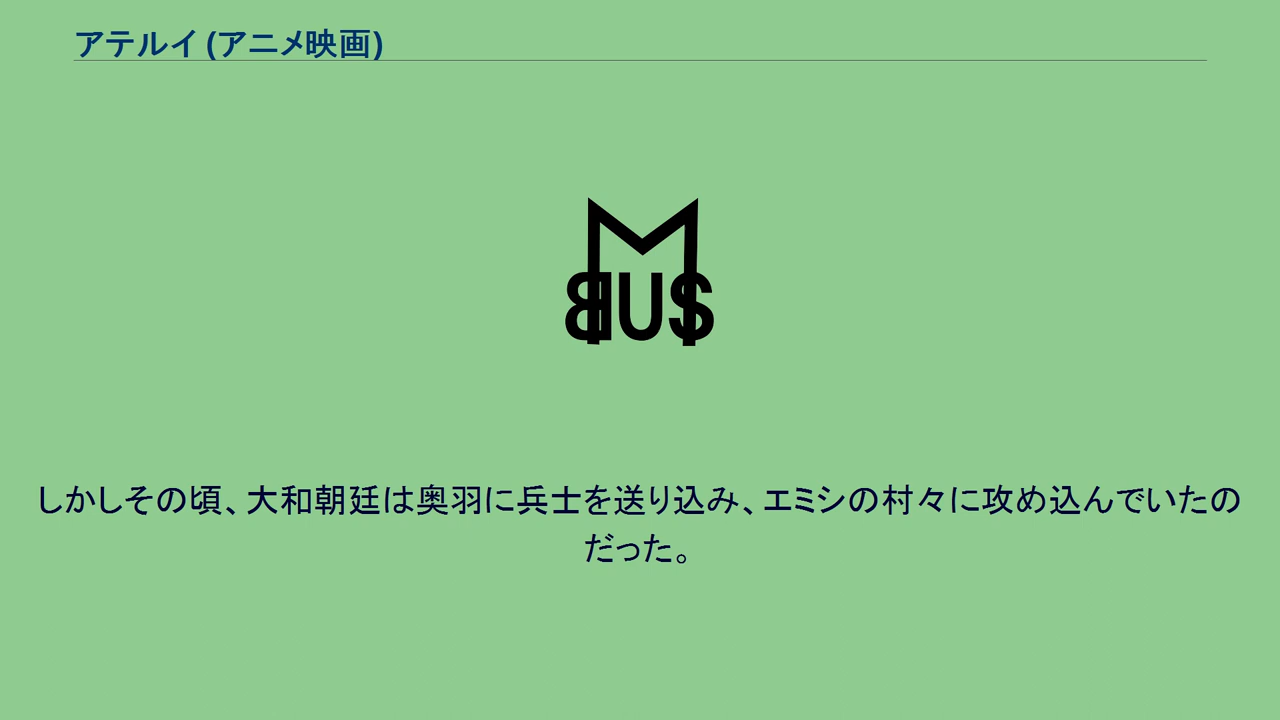 アテルイ (アニメ映画)
M
BUS
しかしその頃、大和朝廷は奥羽に兵士を送り込み、エミシの村々に攻め込んでいたの
だった。